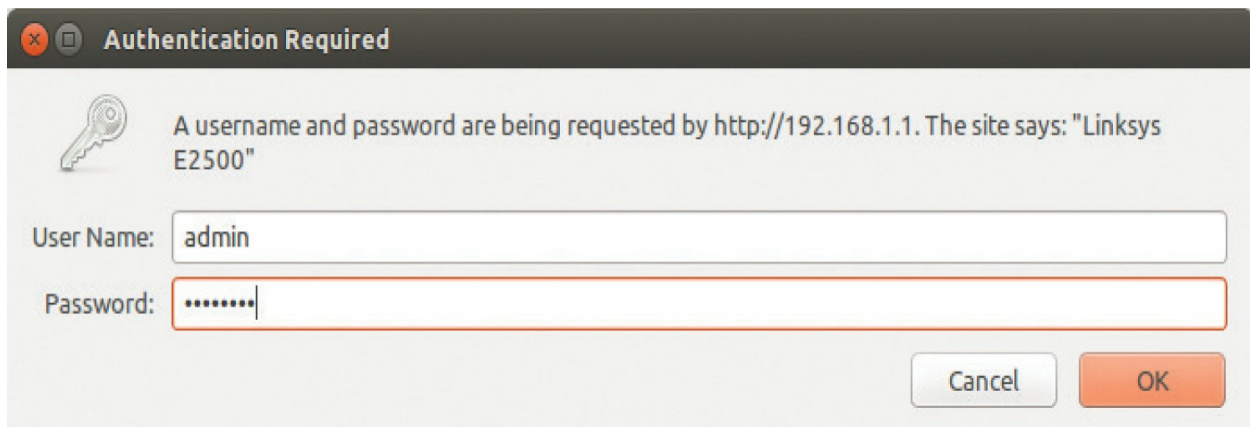 Authentication Required
A username and password are being requested by http://192.168.1.1. The site says: "Linksys
E2500"
User Name: admin
Password: ••••••••
Cancel OK